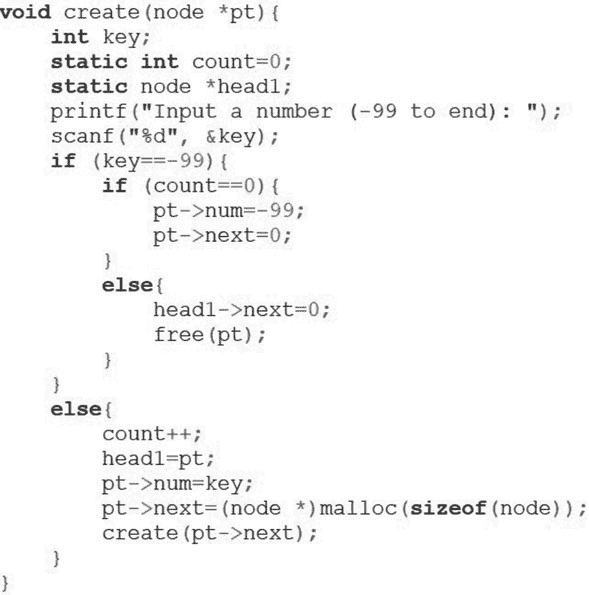 void create(node *pt){
    int key;
    static int count=0;
    static node *head1;
    printf("Input a number (-99 to end): ");
    scanf("%d", &key);
    if (key==-99){
        if (count==0){
            pt->num=-99;
            pt->next=0;
        }
        else{
            head1->next=0;
            free(pt);
        }
    }
    else{
        count++;
        head1=pt;
        pt->num=key;
        pt->next=(node *)malloc(sizeof(node));
        create(pt->next);
    }
}